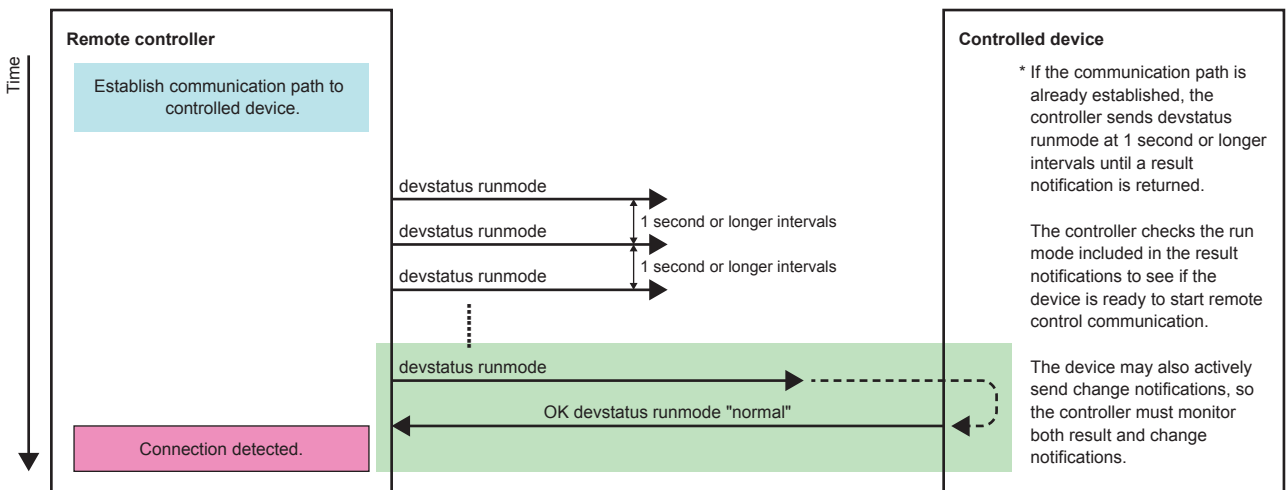 Time
Remote controller
Establish communication path to
controlled device.
devstatus runmode
1 second or longer intervals
devstatus runmode
1 second or longer intervals
devstatus runmode
devstatus runmode
OK devstatus runmode "normal"
Connection detected.
Controlled device
* If the communication path is
already established, the
controller sends devstatus
runmode at 1 second or longer
intervals until a result
notification is returned.
The controller checks the run
mode included in the result
notifications to see if the
device is ready to start remote
control communication.
The device may also actively
send change notifications, so
the controller must monitor
both result and change
notifications.